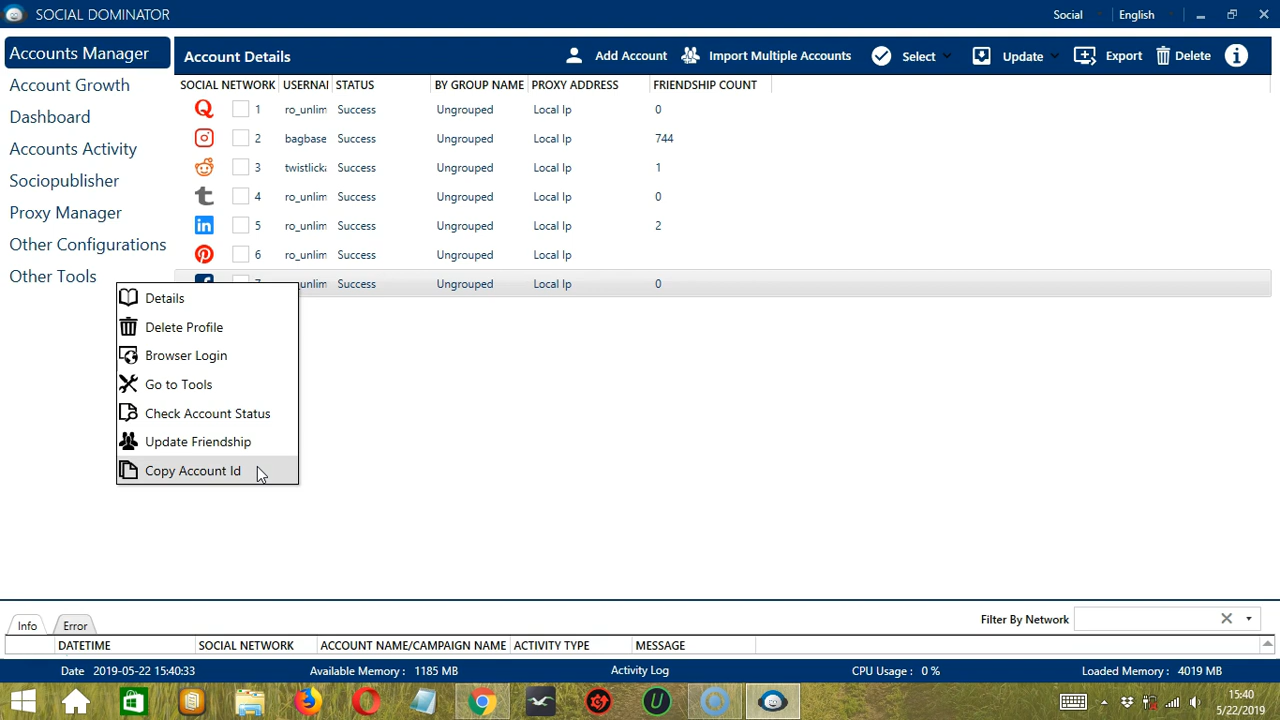 SOCIAL DOMINATOR
Social English
Accounts Manager
Account Growth
Dashboard
Accounts Activity
Sociopublisher
Proxy Manager
Other Configurations
Other Tools
Account Details
Add Account Import Multiple Accounts Select Update Export Delete
SOCIAL NETWORK USERNAI STATUS BY GROUP NAME PROXY ADDRESS FRIENDSHIP COUNT
1 ro_unlim Success Ungrouped Local Ip 0
2 bagbase Success Ungrouped Local Ip 744
3 twistlicka Success Ungrouped Local Ip 1
4 ro_unlim Success Ungrouped Local Ip 0
5 ro_unlim Success Ungrouped Local Ip 2
6 ro_unlim Success Ungrouped Local Ip
_unlim Success Ungrouped Local Ip 0
Details
Delete Profile
Browser Login
Go to Tools
Check Account Status
Update Friendship
Copy Account Id
Info Error
Filter By Network
DATETIME SOCIAL NETWORK ACCOUNT NAME/CAMPAIGN NAME ACTIVITY TYPE MESSAGE
Date 2019-05-22 15:40:33 Available Memory : 1185 MB Activity Log CPU Usage : 0 % Loaded Memory : 4019 MB
15:40
5/22/2019